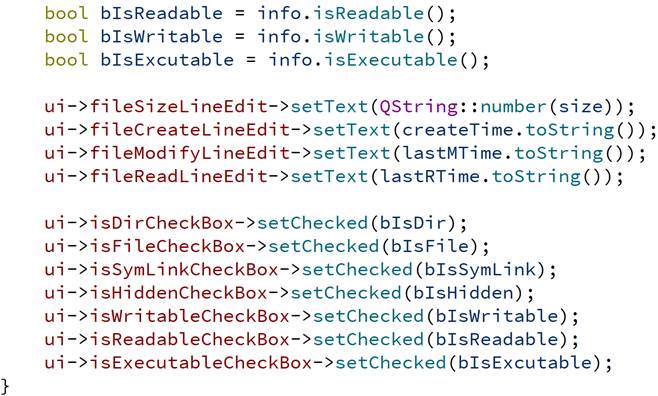 bool bIsReadable = info.isReadable();
bool bIsWritable = info.isWritable();
bool bIsExcutable = info.isExecutable();
ui->fileSizeLineEdit->setText(QString::number(size));
ui->fileCreateLineEdit->setText(createTime.toString());
ui->fileModifyLineEdit->setText(lastMTime.toString());
ui->fileReadLineEdit->setText(lastRTime.toString());
ui->isDirCheckBox->setChecked(bIsDir);
ui->isFileCheckBox->setChecked(bIsFile);
ui->isSymLinkCheckBox->setChecked(bIsSymLink);
ui->isHiddenCheckBox->setChecked(bIsHidden);
ui->isWritableCheckBox->setChecked(bIsWritable);
ui->isReadableCheckBox->setChecked(bIsReadable);
ui->isExecutableCheckBox->setChecked(bIsExcutable);
}